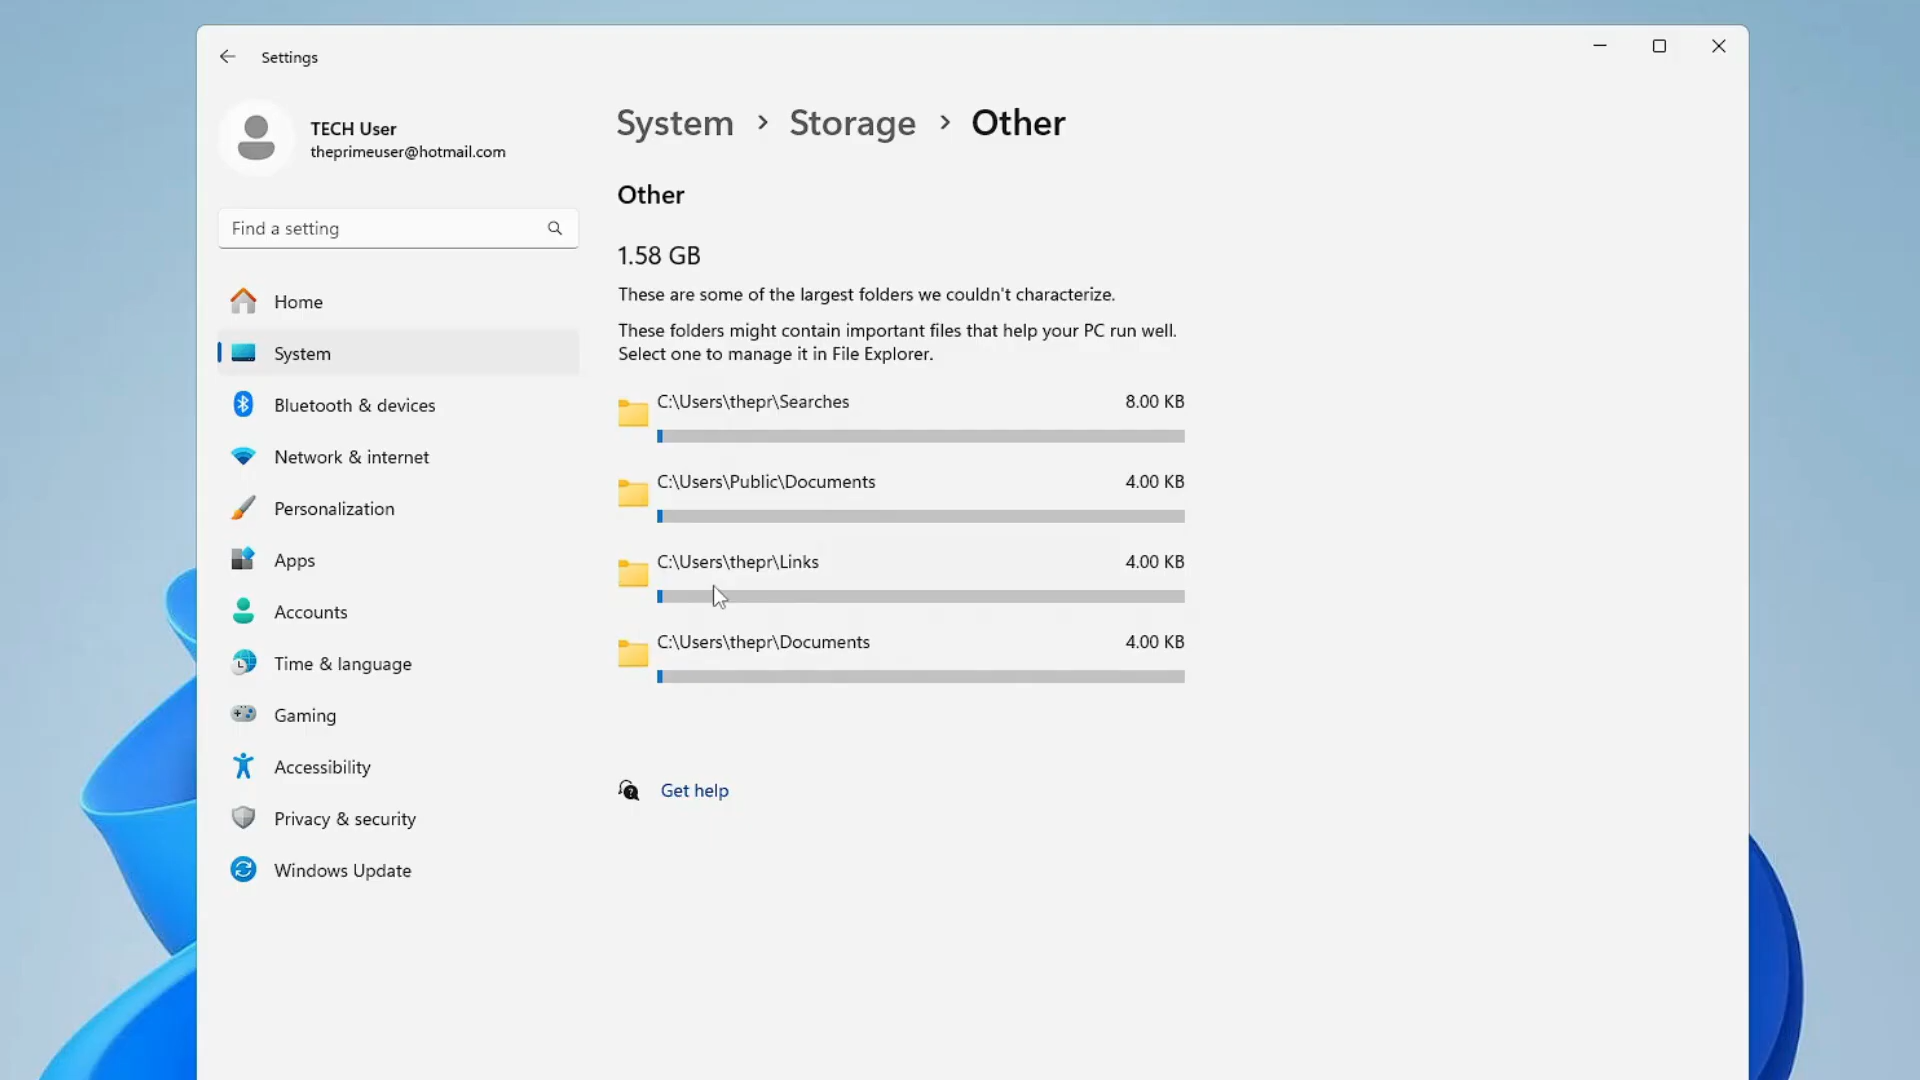 Settings
TECH User
theprimeuser@hotmail.com
Find a setting
Home
System
Bluetooth & devices
Network & internet
Personalization
Apps
Accounts
Time & language
Gaming
Accessibility
Privacy & security
Windows Update
System > Storage > Other
Other
1.58 GB
These are some of the largest folders we couldn't characterize.
These folders might contain important files that help your PC run well.
Select one to manage it in File Explorer.
C:\Users\thepr\Searches 8.00 KB
C:\Users\Public\Documents 4.00 KB
C:\Users\thepr\Links 4.00 KB
C:\Users\thepr\Documents 4.00 KB
Get help